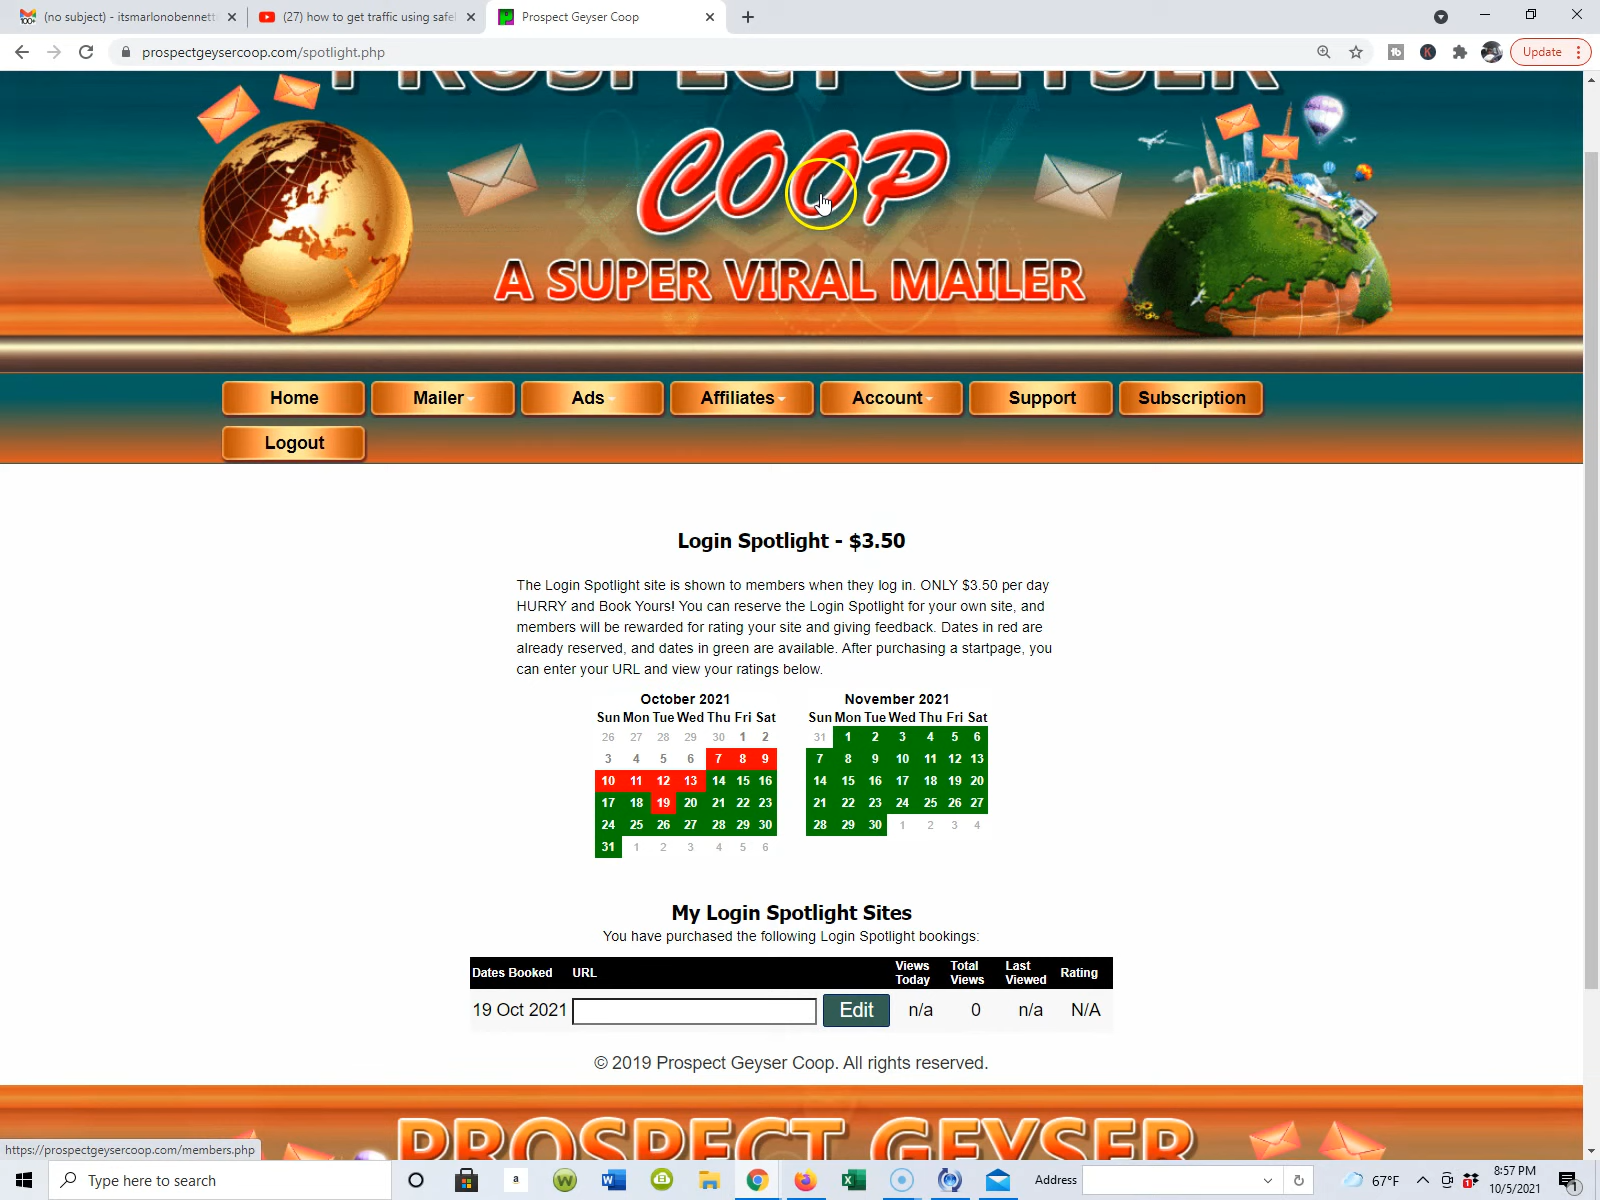 (no subject) - itsmarlonobennett
(27) how to get traffic using safel
Prospect Geyser Coop
prospectgeysercoop.com/spotlight.php
Update
PROSPECT GEYSER
COOP
A SUPER VIRAL MAILER
Home
Mailer
Ads
Affiliates
Account
Support
Subscription
Logout
Login Spotlight - $3.50
The Login Spotlight site is shown to members when they log in. ONLY $3.50 per day
HURRY and Book Yours! You can reserve the Login Spotlight for your own site, and
members will be rewarded for rating your site and giving feedback. Dates in red are
already reserved, and dates in green are available. After purchasing a startpage, you
can enter your URL and view your ratings below.
October 2021
Sun Mon Tue Wed Thu Fri Sat
26 27 28 29 30 1 2
3 4 5 6 7 8 9
10 11 12 13 14 15 16
17 18 19 20 21 22 23
24 25 26 27 28 29 30
31 1 2 3 4 5 6
November 2021
Sun Mon Tue Wed Thu Fri Sat
31 1 2 3 4 5 6
7 8 9 10 11 12 13
14 15 16 17 18 19 20
21 22 23 24 25 26 27
28 29 30 1 2 3 4
My Login Spotlight Sites
You have purchased the following Login Spotlight bookings:
Dates Booked URL Views Today Total Views Last Viewed Rating
19 Oct 2021 Edit n/a 0 n/a N/A
© 2019 Prospect Geyser Coop. All rights reserved.
PROSPECT GEYSER
https://prospectgeysercoop.com/members.php
Type here to search
Address
67°F
8:57 PM
10/5/2021